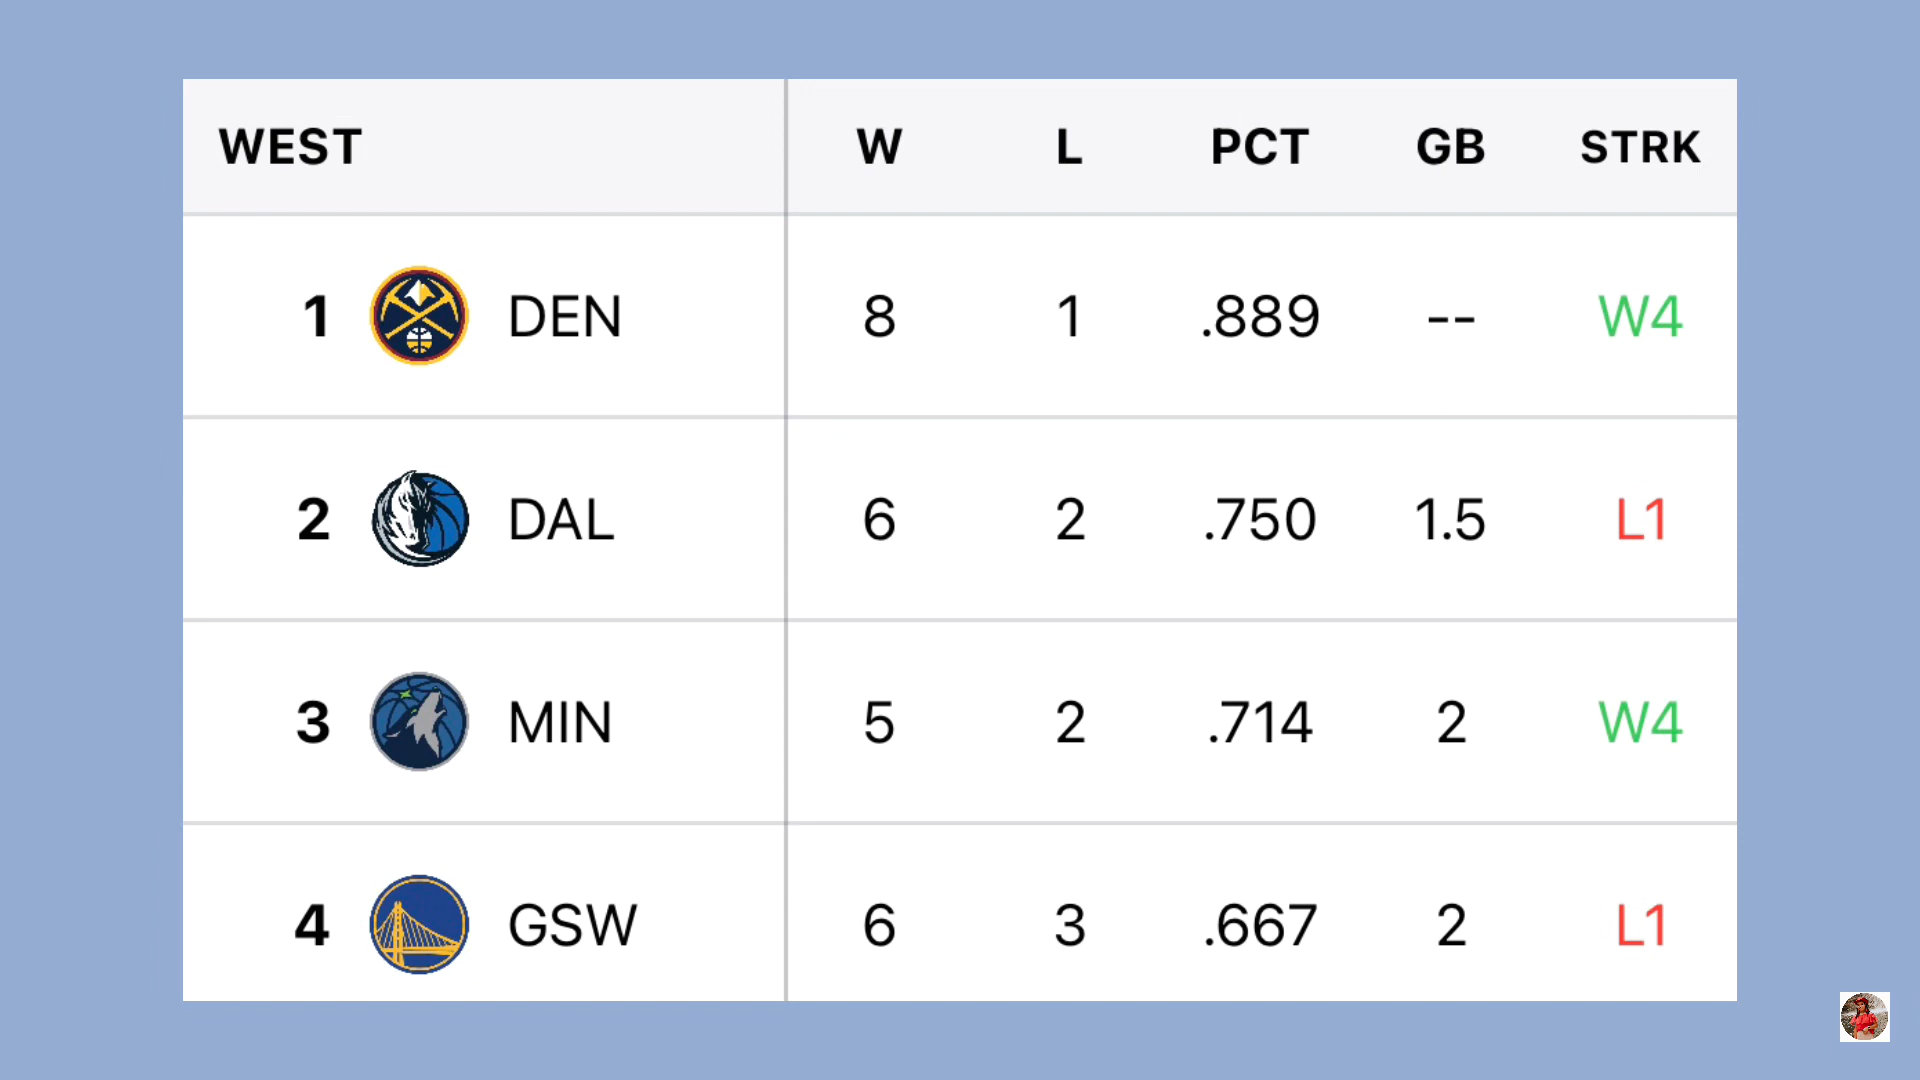 WEST W L PCT GB STRK
1 DEN 8 1 .889 -- W4
2 DAL 6 2 .750 1.5 L1
3 MIN 5 2 .714 2 W4
4 GSW 6 3 .667 2 L1